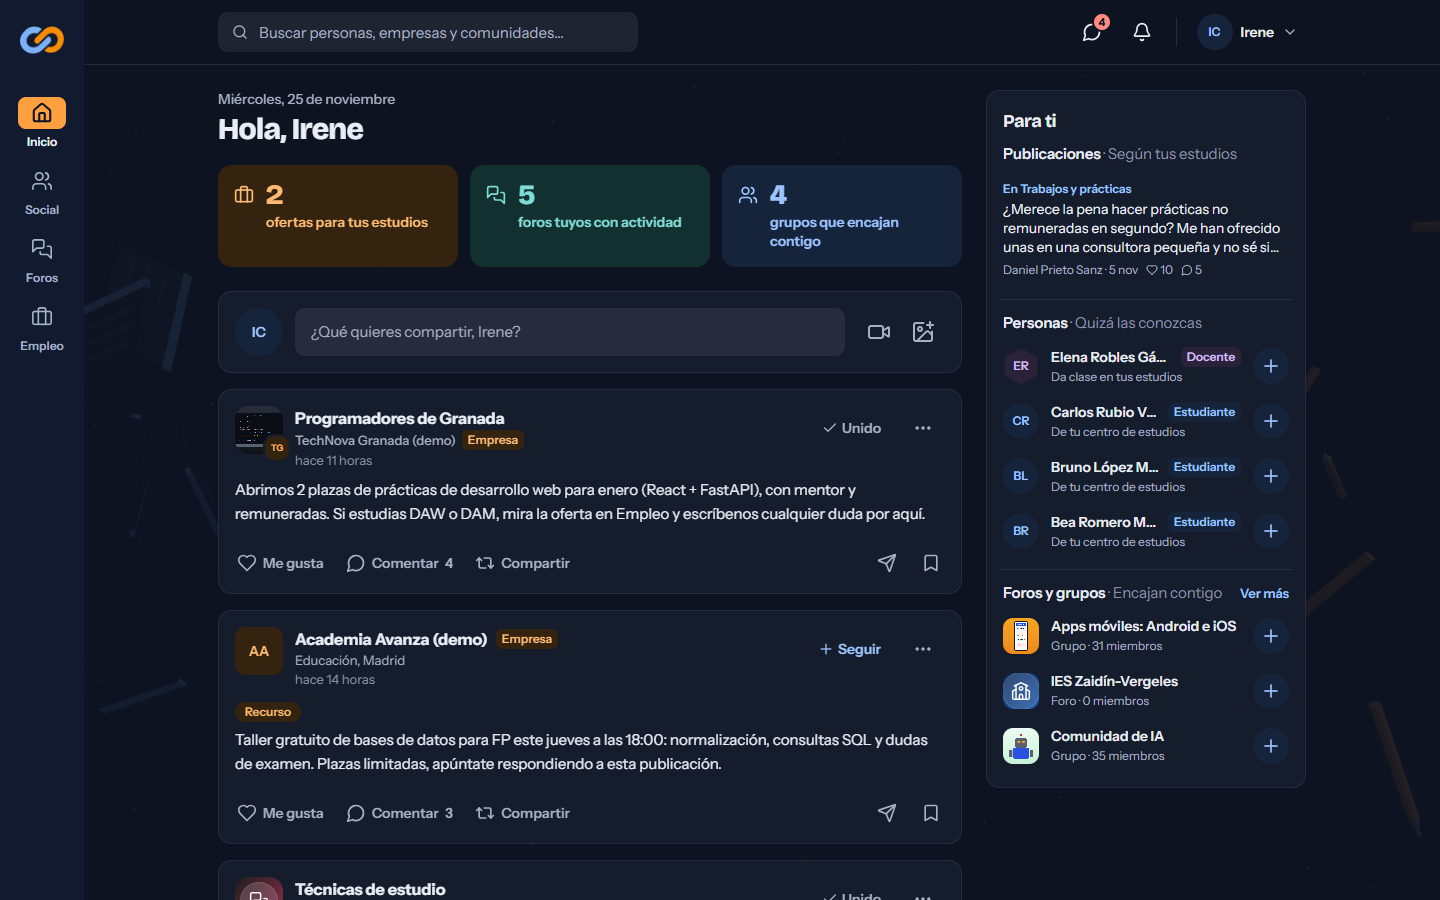 Buscar personas, empresas y comunidades...
4
IC
Irene
Inicio
Social
Foros
Empleo
Miércoles, 25 de noviembre
Hola, Irene
2
ofertas para tus estudios
5
foros tuyos con actividad
4
grupos que encajan
contigo
IC
¿Qué quieres compartir, Irene?
Programadores de Granada
TG
TechNova Granada (demo) Empresa
hace 11 horas
Unido
Abrimos 2 plazas de prácticas de desarrollo web para enero (React + FastAPI), con mentor y
remuneradas. Si estudias DAW o DAM, mira la oferta en Empleo y escríbenos cualquier duda por aquí.
Me gusta
Comentar 4
Compartir
AA
Academia Avanza (demo) Empresa
Educación, Madrid
hace 14 horas
+ Seguir
Recurso
Taller gratuito de bases de datos para FP este jueves a las 18:00: normalización, consultas SQL y dudas
de examen. Plazas limitadas, apúntate respondiendo a esta publicación.
Me gusta
Comentar 3
Compartir
Técnicas de estudio
Unido
Para ti
Publicaciones · Según tus estudios
En Trabajos y prácticas
¿Merece la pena hacer prácticas no
remuneradas en segundo? Me han ofrecido
unas en una consultora pequeña y no sé si...
Daniel Prieto Sanz · 5 nov 10 5
Personas · Quizá las conozcas
ER
Elena Robles Gá... Docente
Da clase en tus estudios
CR
Carlos Rubio V... Estudiante
De tu centro de estudios
BL
Bruno López M... Estudiante
De tu centro de estudios
BR
Bea Romero M... Estudiante
De tu centro de estudios
Foros y grupos · Encajan contigo Ver más
Apps móviles: Android e iOS
Grupo · 31 miembros
IES Zaidín-Vergeles
Foro · 0 miembros
Comunidad de IA
Grupo · 35 miembros